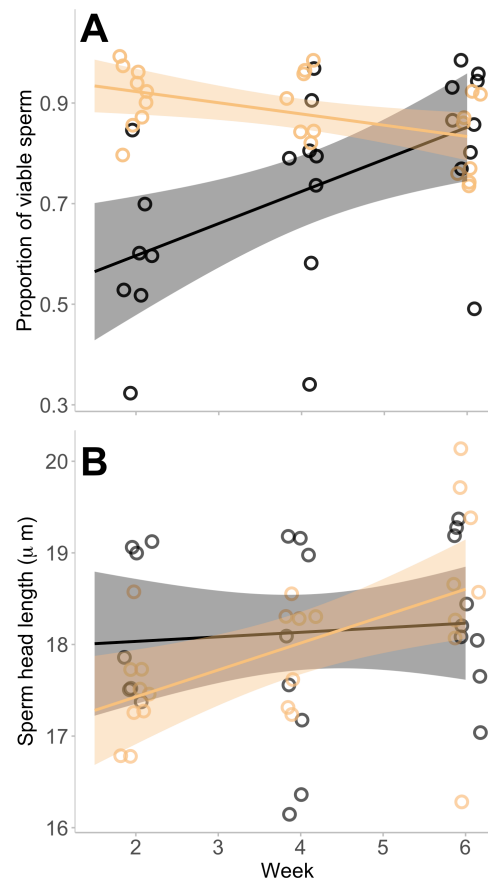 A
Proportion of viable sperm
0.9
0.7
0.5
0.3
B
Sperm head length (μ m)
20
19
18
17
16
2 3 4 5 6
Week